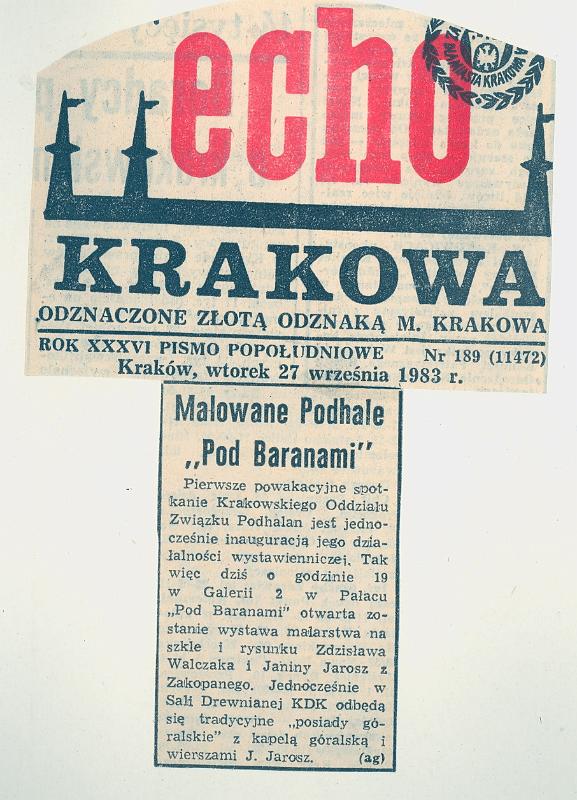 echo
DLA MIASTA KRAKOWA
KRAKOWA
ODZNACZONE ZŁOTĄ ODZNAKĄ M. KRAKOWA
ROK XXXVI PISMO POPOŁUDNIOWE Nr 189 (11472)
Kraków, wtorek 27 września 1983 r.
Malowane Podhale
„Pod Baranami”
Pierwsze powakacyjne spot-
kanie Krakowskiego Oddziału
Związku Podhalan jest jedno-
cześnie inauguracją jego dzia-
łalności wystawienniczej. Tak
więc dziś o godzinie 19
w Galerii 2 w Pałacu
„Pod Baranami” otwarta zo-
stanie wystawa malarstwa na
szkle i rysunku Zdzisława
Walczaka i Janiny Jarosz z
Zakopanego. Jednocześnie w
Sali Drewnianej KDK odbędą
się tradycyjne „posiady gó-
ralskie” z kapelą góralską i
wierszami J. Jarosz. (ag)